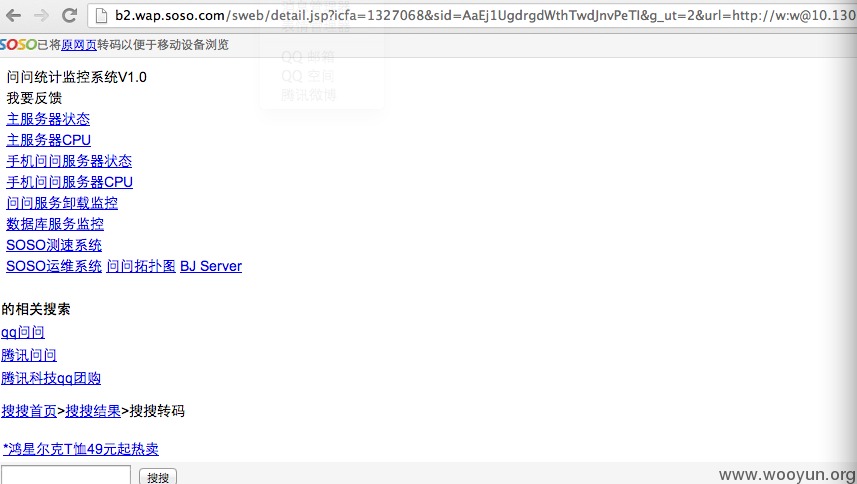 b2.wap.soso.com/sweb/detail.jsp?icfa=1327068&sid=AaEj1UgdrgdWthTwdJnvPeTI&g_ut=2&url=http://w:w@10.130
SOSO已将原网页转码以便于移动设备浏览
QQ 邮箱
QQ 空间
腾讯微博
问问统计监控系统V1.0
我要反馈
主服务器状态
主服务器CPU
手机问问服务器状态
手机问问服务器CPU
问问服务卸载监控
数据库服务监控
SOSO测速系统
SOSO运维系统 问问拓扑图 BJ Server
的相关搜索
qq问问
腾讯问问
腾讯科技qq团购
搜搜首页>搜搜结果>搜搜转码
*鸿星尔克T恤49元起热卖
搜搜
www.wooyun.org